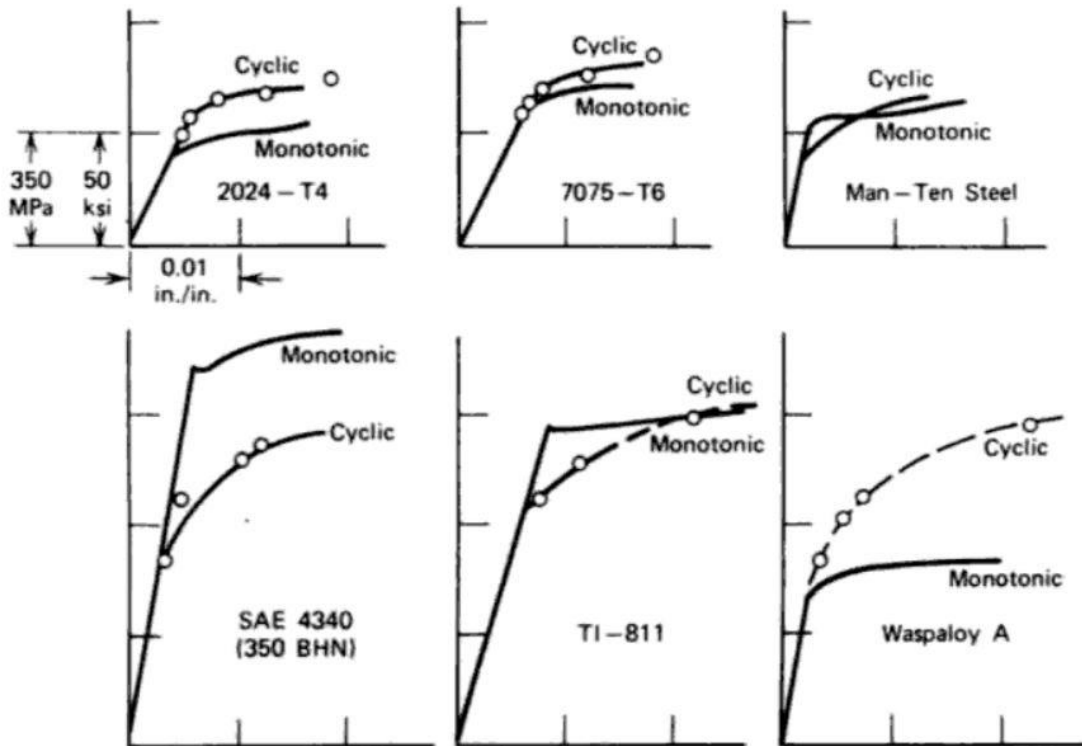 Cyclic
Monotonic
2024–T4
350
MPa
50
ksi
0.01
in./in.
Cyclic
Monotonic
7075–T6
Cyclic
Monotonic
Man–Ten Steel
Monotonic
Cyclic
SAE 4340
(350 BHN)
Cyclic
Monotonic
TI–811
Cyclic
Monotonic
Waspaloy A